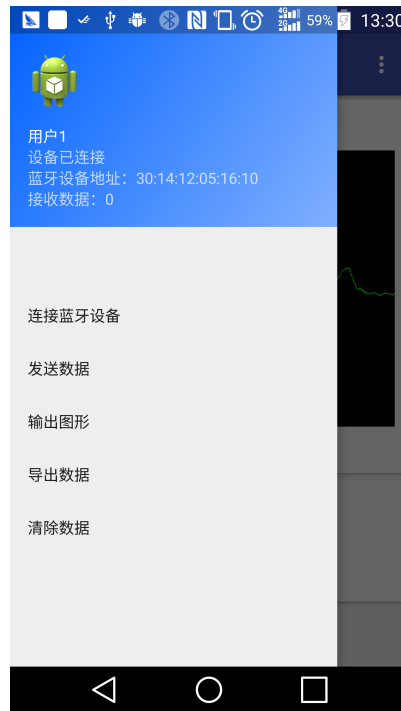 4G
2G
59%
13:30
用户1
设备已连接
蓝牙设备地址：30:14:12:05:16:10
接收数据：0
连接蓝牙设备
发送数据
输出图形
导出数据
清除数据